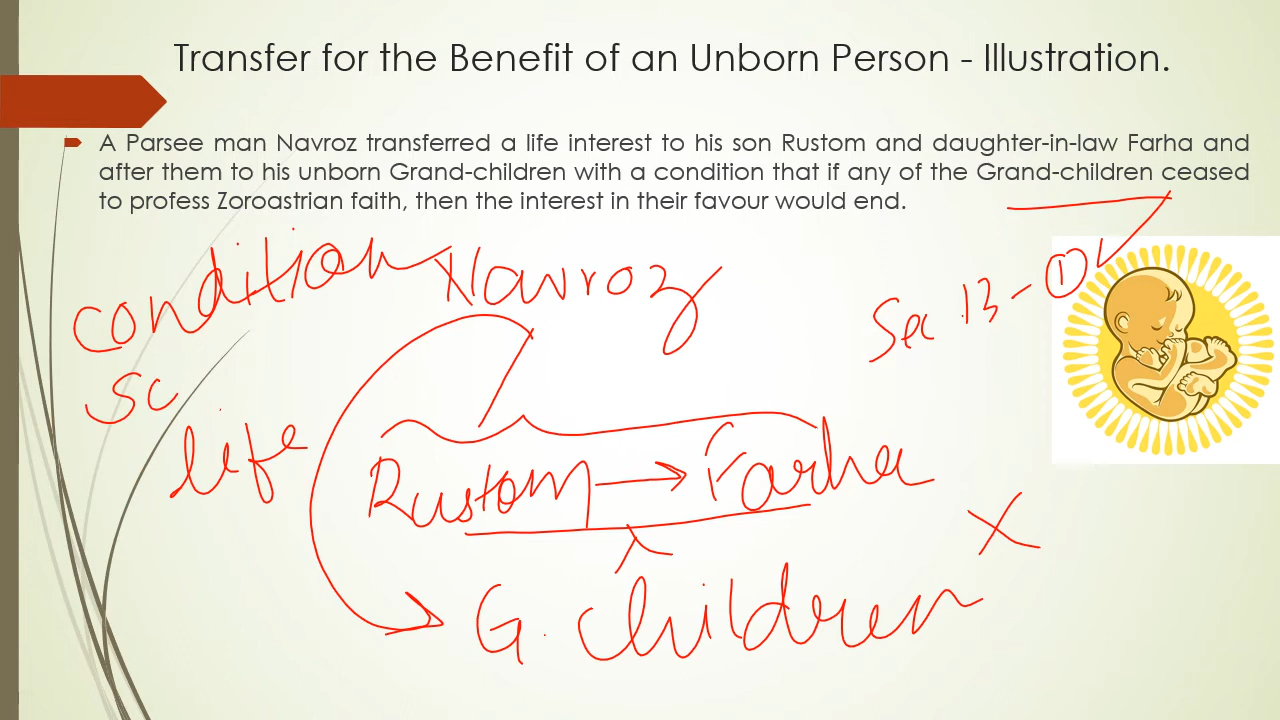 Transfer for the Benefit of an Unborn Person - Illustration.
A Parsee man Navroz transferred a life interest to his son Rustom and daughter-in-law Farha and
after them to his unborn Grand-children with a condition that if any of the Grand-children ceased
to profess Zoroastrian faith, then the interest in their favour would end.
condition Navroz
Sec 13 - ①
SC
life
Rustom → Farha
G. children X